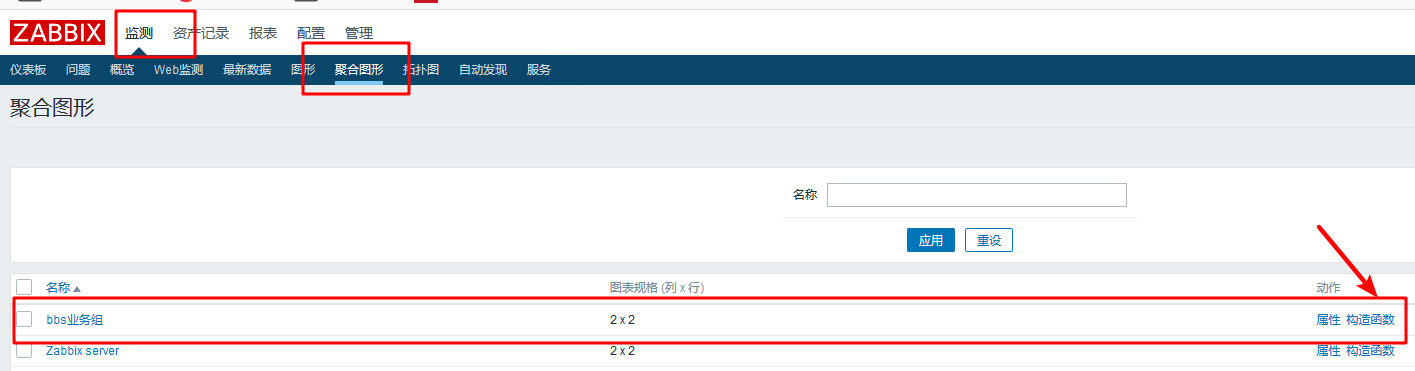 ZABBIX 监测 资产记录 报表 配置 管理
仪表板 问题 概览 Web监测 最新数据 图形 聚合图形 拓扑图 自动发现 服务
聚合图形
名称
应用 重设
名称 图表规格 (列 x 行) 动作
bbs业务组 2 x 2 属性 构造函数
Zabbix server 2 x 2 属性 构造函数